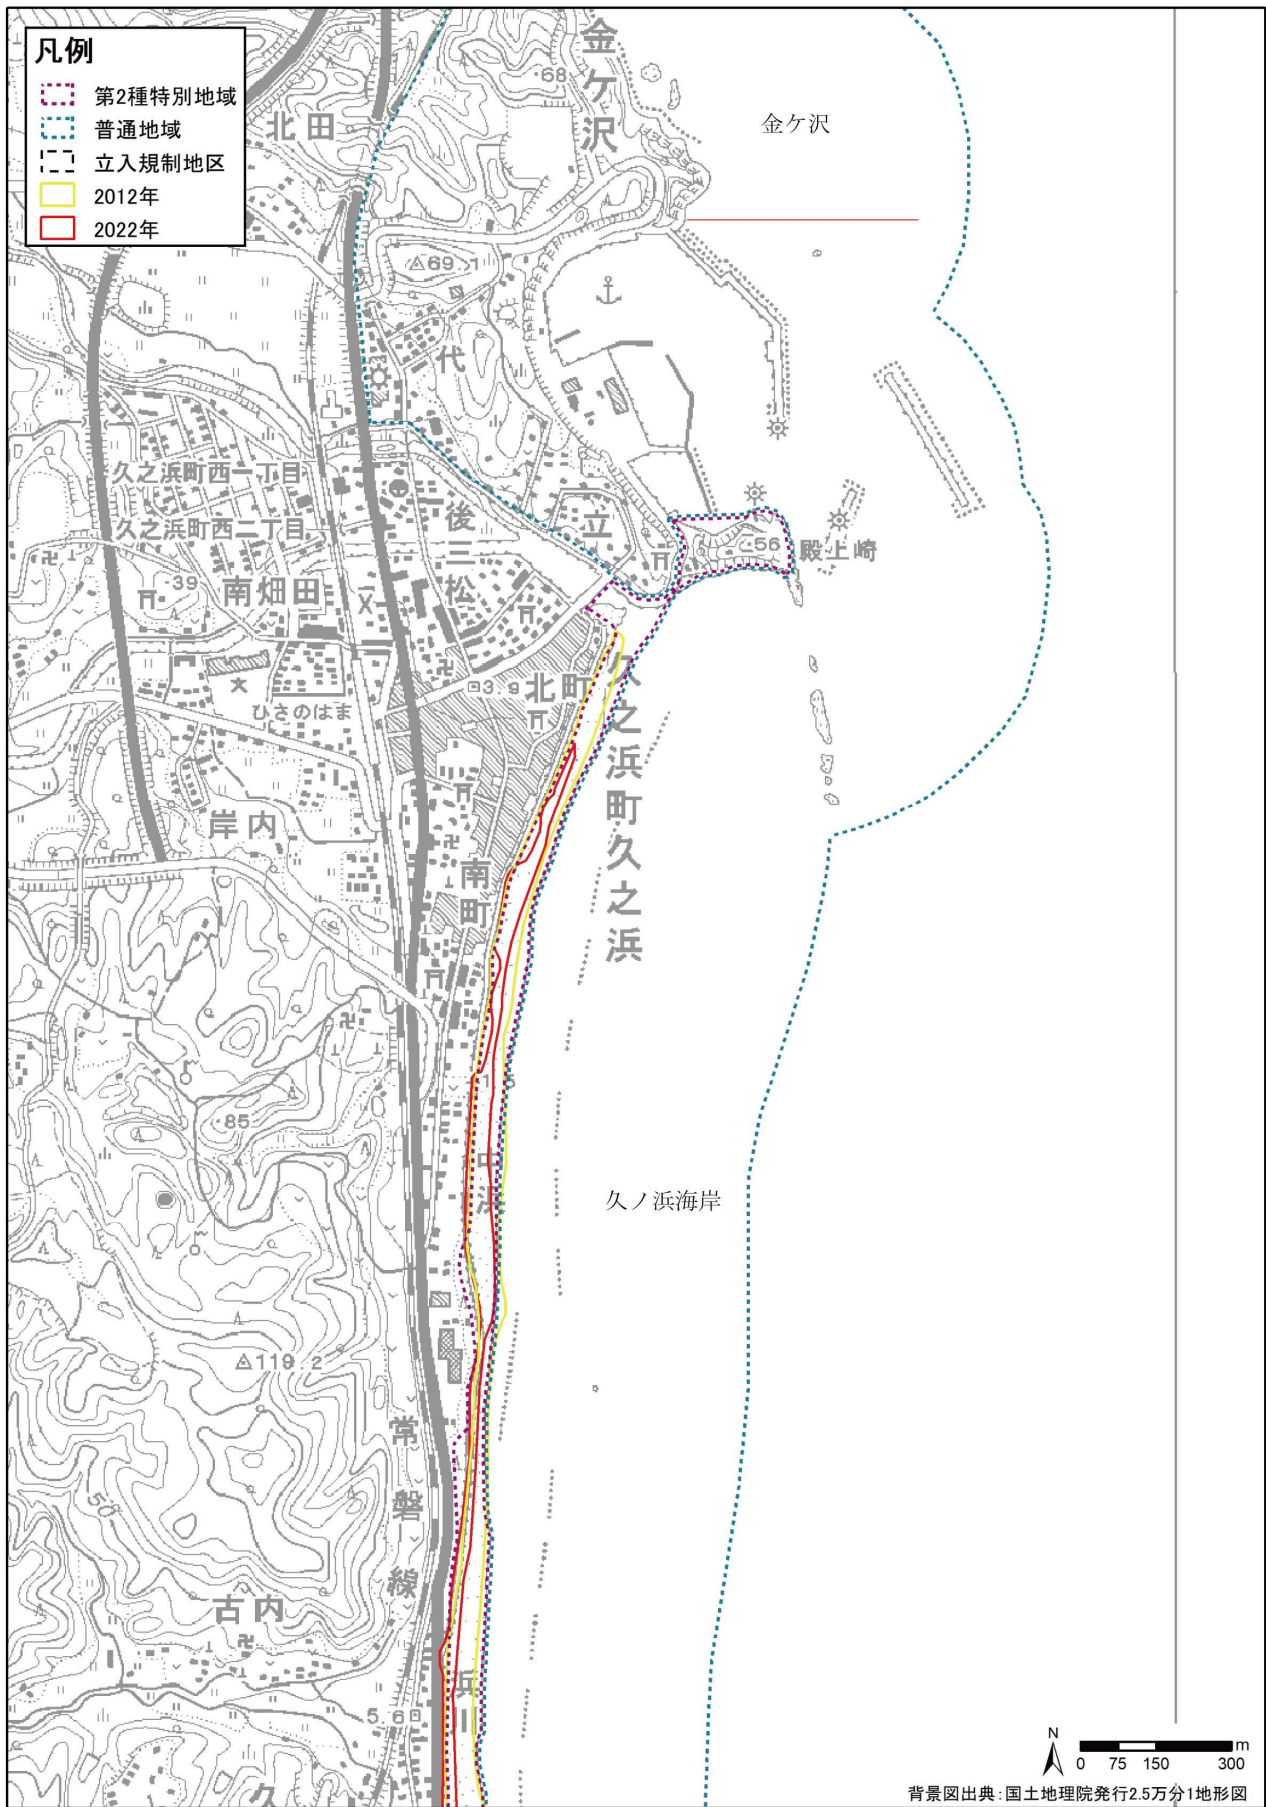 凡例
第2種特別地域
普通地域
立入規制地区
2012年
2022年
金ケ沢
68
金ケ沢
北田
69.1
代
久之浜町西一丁目
久之浜町西二丁目
後三松
立
56
殿上崎
39
南畑田
3.9
北町
ひさのはま
久之浜町久之浜
岸内
南町
85
中浜
久ノ浜海岸
119.2
常磐線
50
古内
5.6
久
N
0 75 150 300 m
背景図出典:国土地理院発行2.5万分1地形図